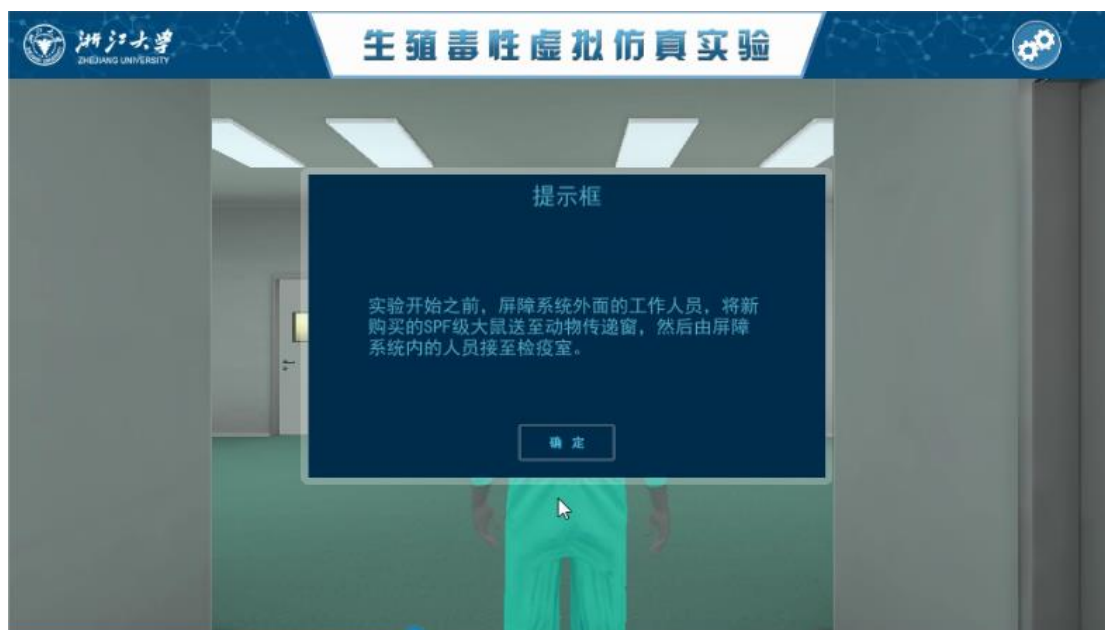 浙江大学
ZHEJIANG UNIVERSITY
生殖毒性虚拟仿真实验
提示框
实验开始之前，屏障系统外面的工作人员，将新
购买的SPF级大鼠送至动物传递窗，然后由屏障
系统内的人员接至检疫室。
确 定